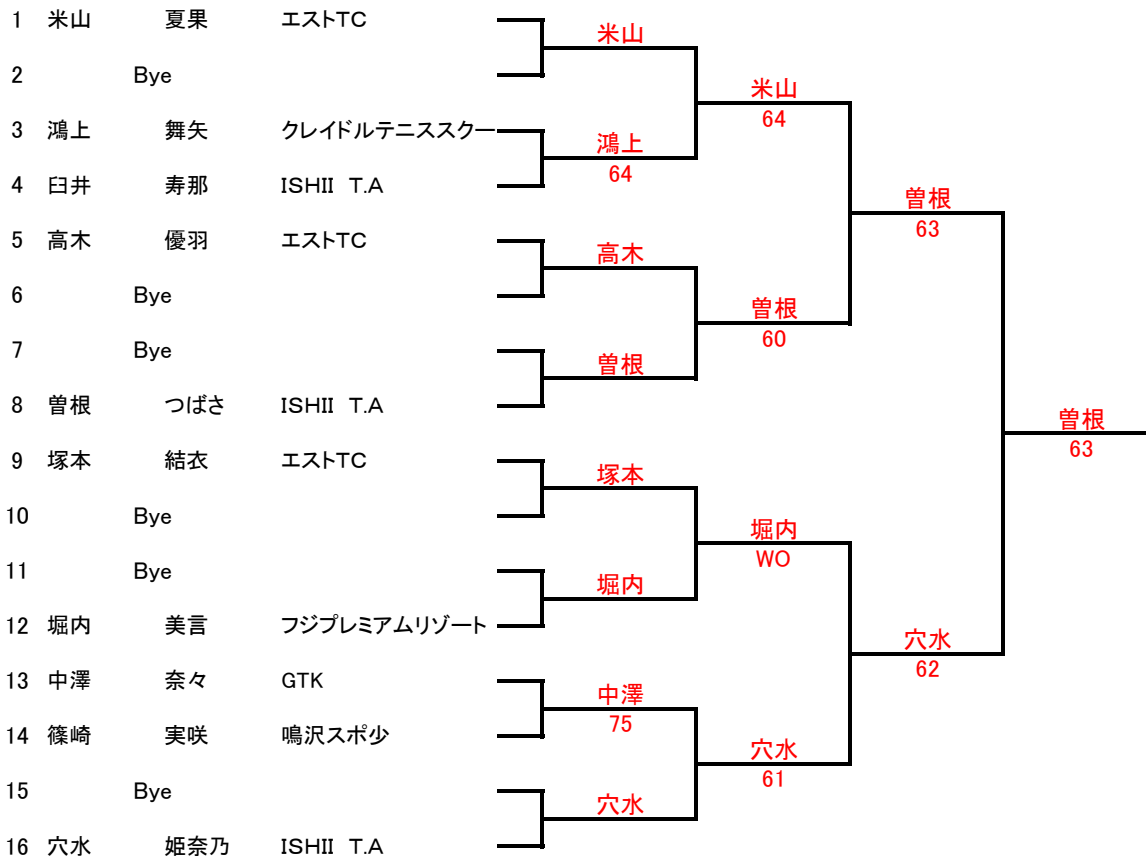 1 米山 夏果 エストTC
米山
2 Bye
米山
64
3 鴻上 舞矢 クレイドルテニススクー
鴻上
64
4 臼井 寿那 ISHII T.A
曽根
63
5 高木 優羽 エストTC
高木
6 Bye
曽根
60
7 Bye
曽根
8 曽根 つばさ ISHII T.A
曽根
63
9 塚本 結衣 エストTC
塚本
10 Bye
堀内
WO
11 Bye
堀内
12 堀内 美言 フジプレミアムリゾート
穴水
62
13 中澤 奈々 GTK
中澤
75
14 篠崎 実咲 鳴沢スポ少
穴水
61
15 Bye
穴水
16 穴水 姫奈乃 ISHII T.A